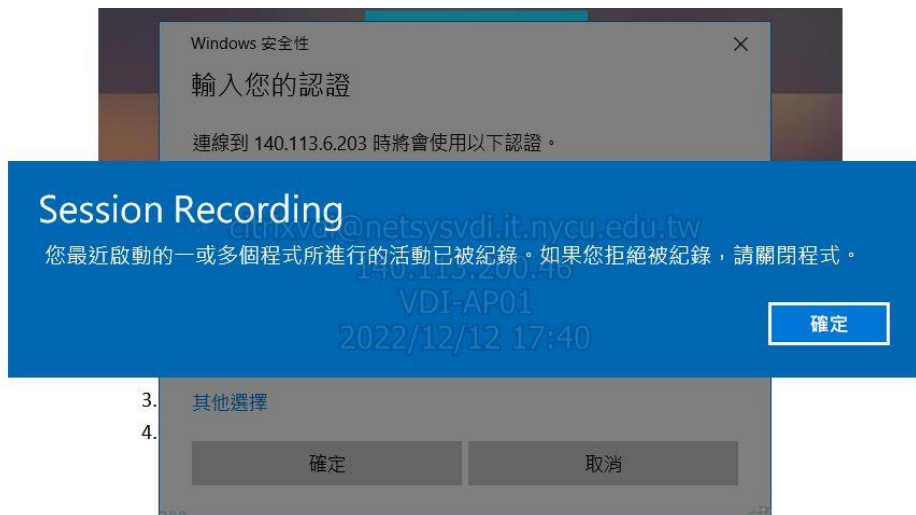 Windows 安全性
輸入您的認證
連線到 140.113.6.203 時將會使用以下認證。
Session Recording
citrixvdi@netsysvdi.it.nycu.edu.tw
您最近啟動的一或多個程式所進行的活動已被紀錄。如果您拒絕被紀錄，請關閉程式。
140.113.200.46
VDI-AP01
2022/12/12 17:40
確定
3.
其他選擇
4.
確定
取消